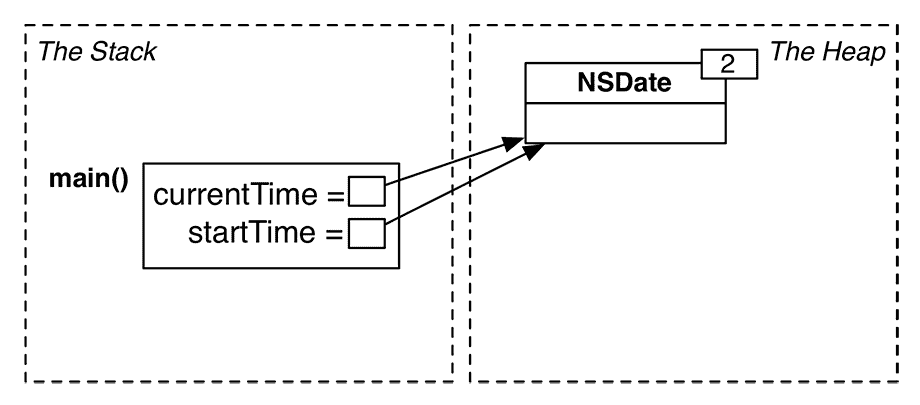 The Stack
The Heap
2
NSDate
main()
currentTime =
startTime =